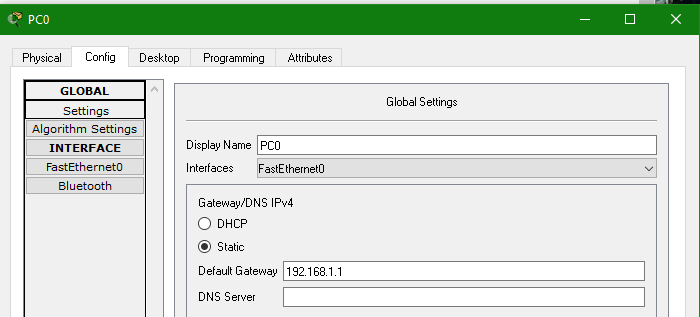 PC0
Physical Config Desktop Programming Attributes
GLOBAL
Settings
Algorithm Settings
INTERFACE
FastEthernet0
Bluetooth
Global Settings
Display Name PC0
Interfaces FastEthernet0
Gateway/DNS IPv4
DHCP
Static
Default Gateway 192.168.1.1
DNS Server